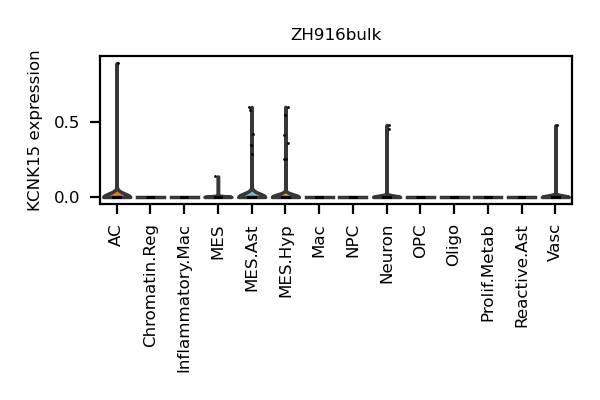 ZH916bulk
KCNK15 expression
0.5
0.0
AC
Chromatin.Reg
Inflammatory.Mac
MES
MES.Ast
MES.Hyp
Mac
NPC
Neuron
OPC
Oligo
Prolif.Metab
Reactive.Ast
Vasc